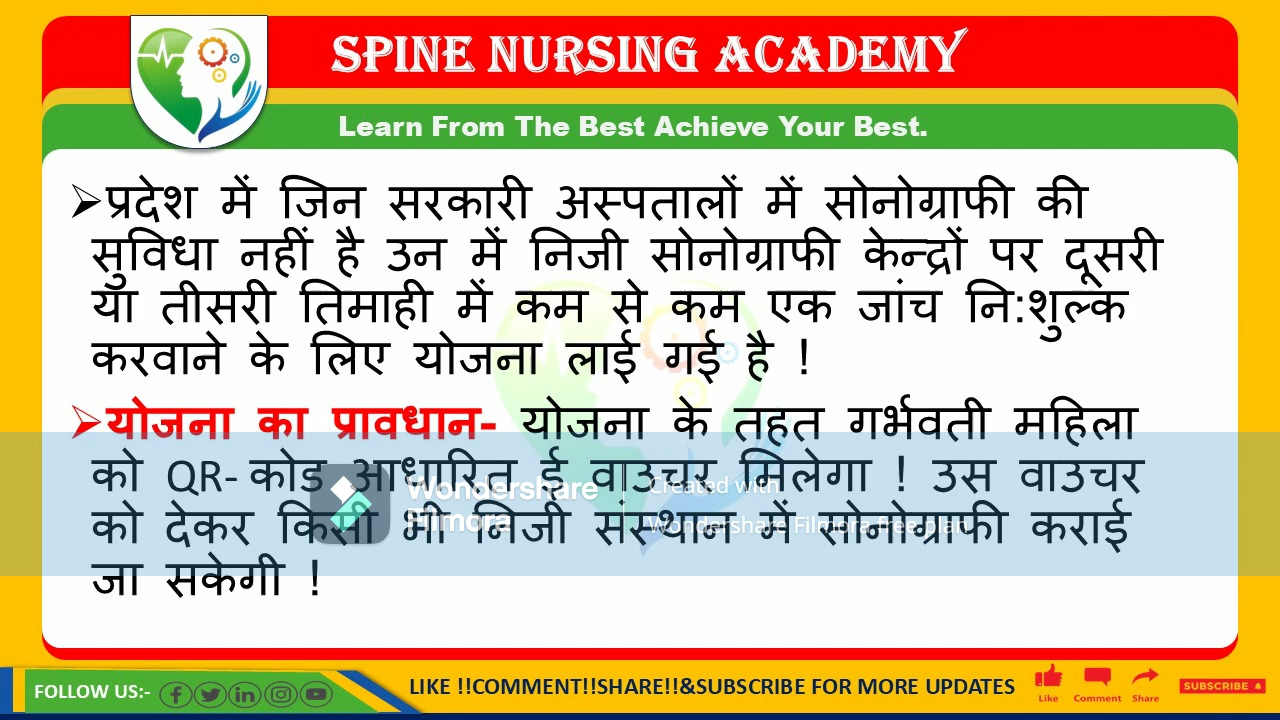 SPINE NURSING ACADEMY
Learn From The Best Achieve Your Best.
➢प्रदेश में जिन सरकारी अस्पतालों में सोनोग्राफी की
सुविधा नहीं है उन में निजी सोनोग्राफी केन्द्रों पर दूसरी
या तीसरी तिमाही में कम से कम एक जांच नि:शुल्क
करवाने के लिए योजना लाई गई है !
➢योजना का प्रावधान- योजना के तहत गर्भवती महिला
को QR- कोड आधारित ई वाउचर मिलेगा ! उस वाउचर
को देकर किसी भी निजी संस्थान में सोनोग्राफी कराई
जा सकेगी !
Wondershare
Filmora
Created with
Wondershare Filmora free plan
FOLLOW US:-
LIKE !!COMMENT!!SHARE!!&SUBSCRIBE FOR MORE UPDATES
Like Comment Share
SUBSCRIBE